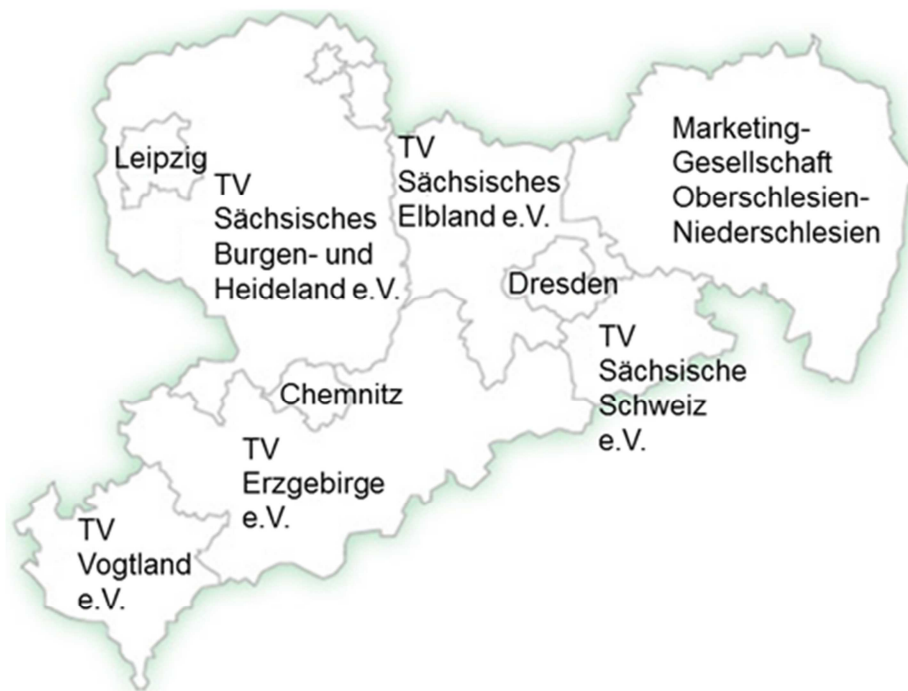 Leipzig
TV
Sächsisches
Burgen- und
Heideland e.V.
TV
Sächsisches
Elbland e.V.
Marketing-
Gesellschaft
Oberschlesien-
Niederschlesien
Dresden
TV
Sächsische
Schweiz
e.V.
Chemnitz
TV
Erzgebirge
e.V.
TV
Vogtland
e.V.